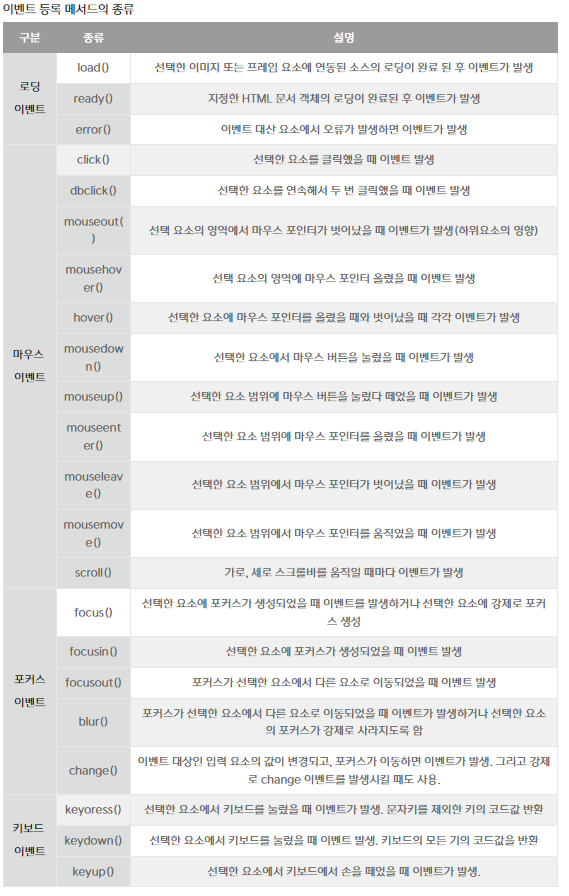 이벤트 등록 메서드의 종류
구분 종류 설명
로딩
이벤트
load() 선택한 이미지 또는 프레임 요소에 연동된 소스의 로딩이 완료 된 후 이벤트가 발생
ready() 지정한 HTML 문서 객체의 로딩이 완료된 후 이벤트가 발생
error() 이벤트 대산 요소에서 오류가 발생하면 이벤트가 발생
마우스
이벤트
click() 선택한 요소를 클릭했을 때 이벤트 발생
dbclick() 선택한 요소를 연속해서 두 번 클릭했을 때 이벤트 발생
mouseout(
)
선택 요소의 영역에서 마우스 포인터가 벗어났을 때 이벤트가 발생(하위요소의 영향)
mousehov
er()
선택 요소의 영역에 마우스 포인터 올렸을 때 이벤트 발생
hover() 선택한 요소에 마우스 포인터를 올렸을 때와 벗어났을 때 각각 이벤트가 발생
mousedow
n()
선택한 요소에서 마우스 버튼을 눌렀을 때 이벤트가 발생
mouseup() 선택한 요소 범위에 마우스 버튼을 눌렀다 떼었을 때 이벤트가 발생
mouseent
er()
선택한 요소 범위에 마우스 포인터를 올렸을 때 이벤트가 발생
mouseleav
e()
선택한 요소 범위에서 마우스 포인터가 벗어났을 때 이벤트가 발생
mousemov
e()
선택한 요소 범위에서 마우스 포인터를 움직였을 때 이벤트가 발생
scroll() 가로, 세로 스크롤바를 움직일 때마다 이벤트가 발생
포커스
이벤트
focus()
선택한 요소에 포커스가 생성되었을 때 이벤트를 발생하거나 선택한 요소에 강제로 포커
스 생성
focusin() 선택한 요소에 포커스가 생성되었을 때 이벤트 발생
focusout() 포커스가 선택한 요소에서 다른 요소로 이동되었을 때 이벤트 발생
blur()
포커스가 선택한 요소에서 다른 요소로 이동되었을 때 이벤트가 발생하거나 선택한 요소
의 포커스가 강제로 사라지도록 함
change()
이벤트 대상인 입력 요소의 값이 변경되고, 포커스가 이동하면 이벤트가 발생. 그리고 강제
로 change 이벤트를 발생시킬 때도 사용.
키보드
이벤트
keyoress() 선택한 요소에서 키보드를 눌렀을 때 이벤트가 발생. 문자키를 제외한 키의 코드값 반환
keydown() 선택한 요소에서 키보드를 눌렀을 때 이벤트 발생. 키보드의 모든 기의 코드값을 반환
keyup() 선택한 요소에서 키보드에서 손을 떼었을 때 이벤트가 발생.